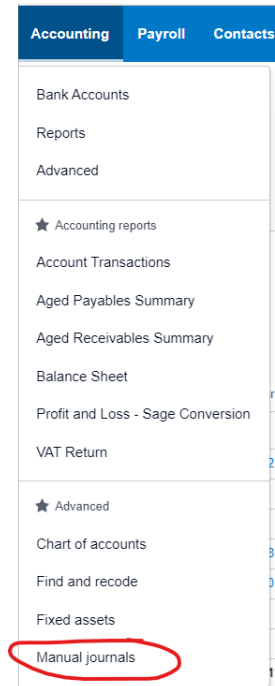 Accounting Payroll Contacts
Bank Accounts
Reports
Advanced
Accounting reports
Account Transactions
Aged Payables Summary
Aged Receivables Summary
Balance Sheet
Profit and Loss - Sage Conversion
VAT Return
Advanced
Chart of accounts
Find and recode
Fixed assets
Manual journals